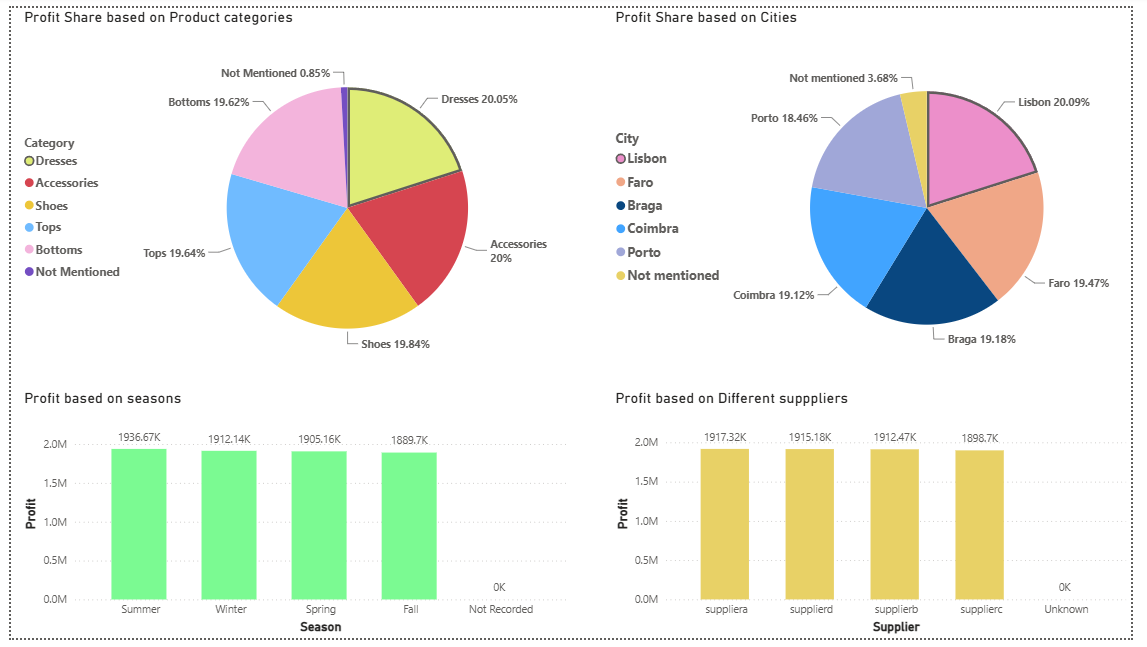 Profit Share based on Product categories
Not Mentioned 0.85%
Bottoms 19.62%
Dresses 20.05%
Category
Dresses
Accessories
Shoes
Tops
Bottoms
Not Mentioned
Tops 19.64%
Accessories
20%
Shoes 19.84%
Profit Share based on Cities
Not mentioned 3.68%
Lisbon 20.09%
Porto 18.46%
City
Lisbon
Faro
Braga
Coimbra
Porto
Not mentioned
Coimbra 19.12%
Faro 19.47%
Braga 19.18%
Profit based on seasons
2.0M
1.5M
1.0M
0.5M
0.0M
Profit
1936.67K
1912.14K
1905.16K
1889.7K
0K
Summer
Winter
Spring
Fall
Not Recorded
Season
Profit based on Different supppliers
2.0M
1.5M
1.0M
0.5M
0.0M
Profit
1917.32K
1915.18K
1912.47K
1898.7K
0K
suppliera
supplierd
supplierb
supplierc
Unknown
Supplier